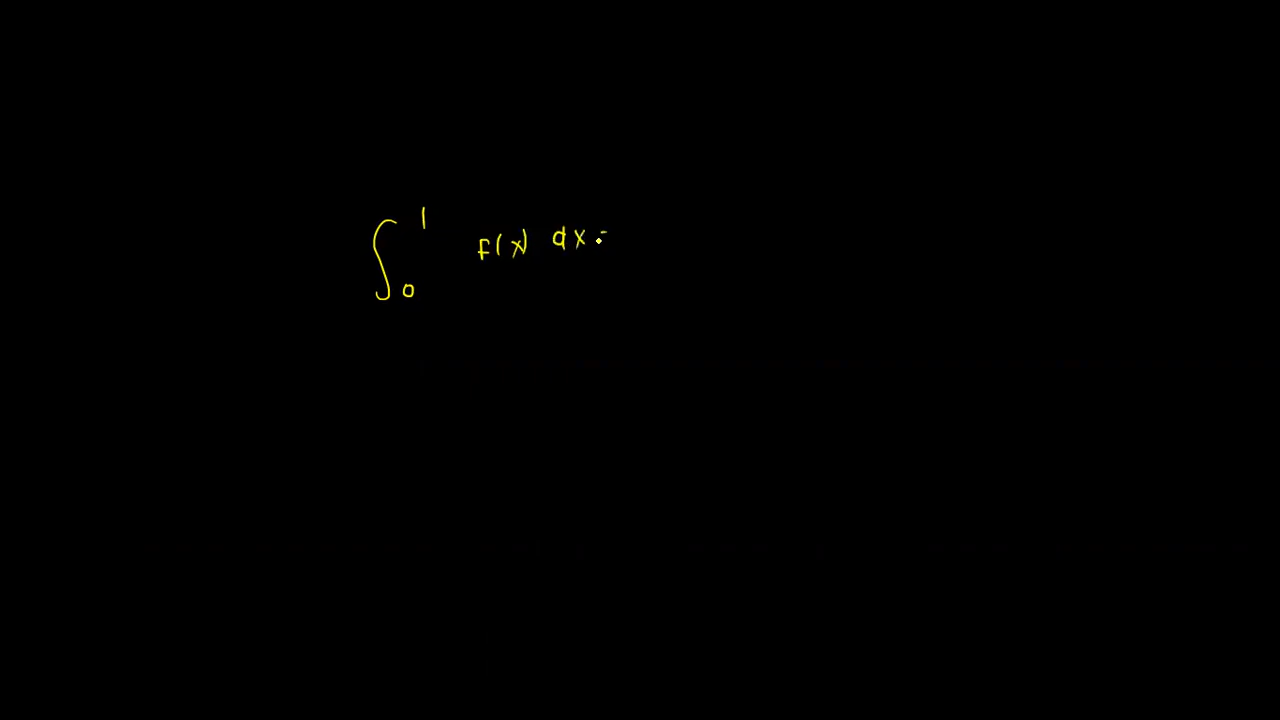 ∫₀¹ f(x) dx =